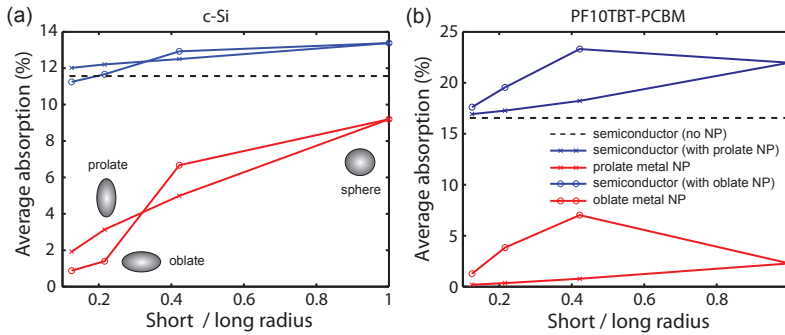 (a)
c-Si
Average absorption (%)
14
12
10
8
6
4
2
0
prolate
oblate
sphere
0.2
0.4
0.6
0.8
1
Short / long radius
(b)
PF10TBT-PCBM
Average absorption (%)
25
20
15
10
5
0
semiconductor (no NP)
semiconductor (with prolate NP)
prolate metal NP
semiconductor (with oblate NP)
oblate metal NP
0.2
0.4
0.6
0.8
Short / long radius